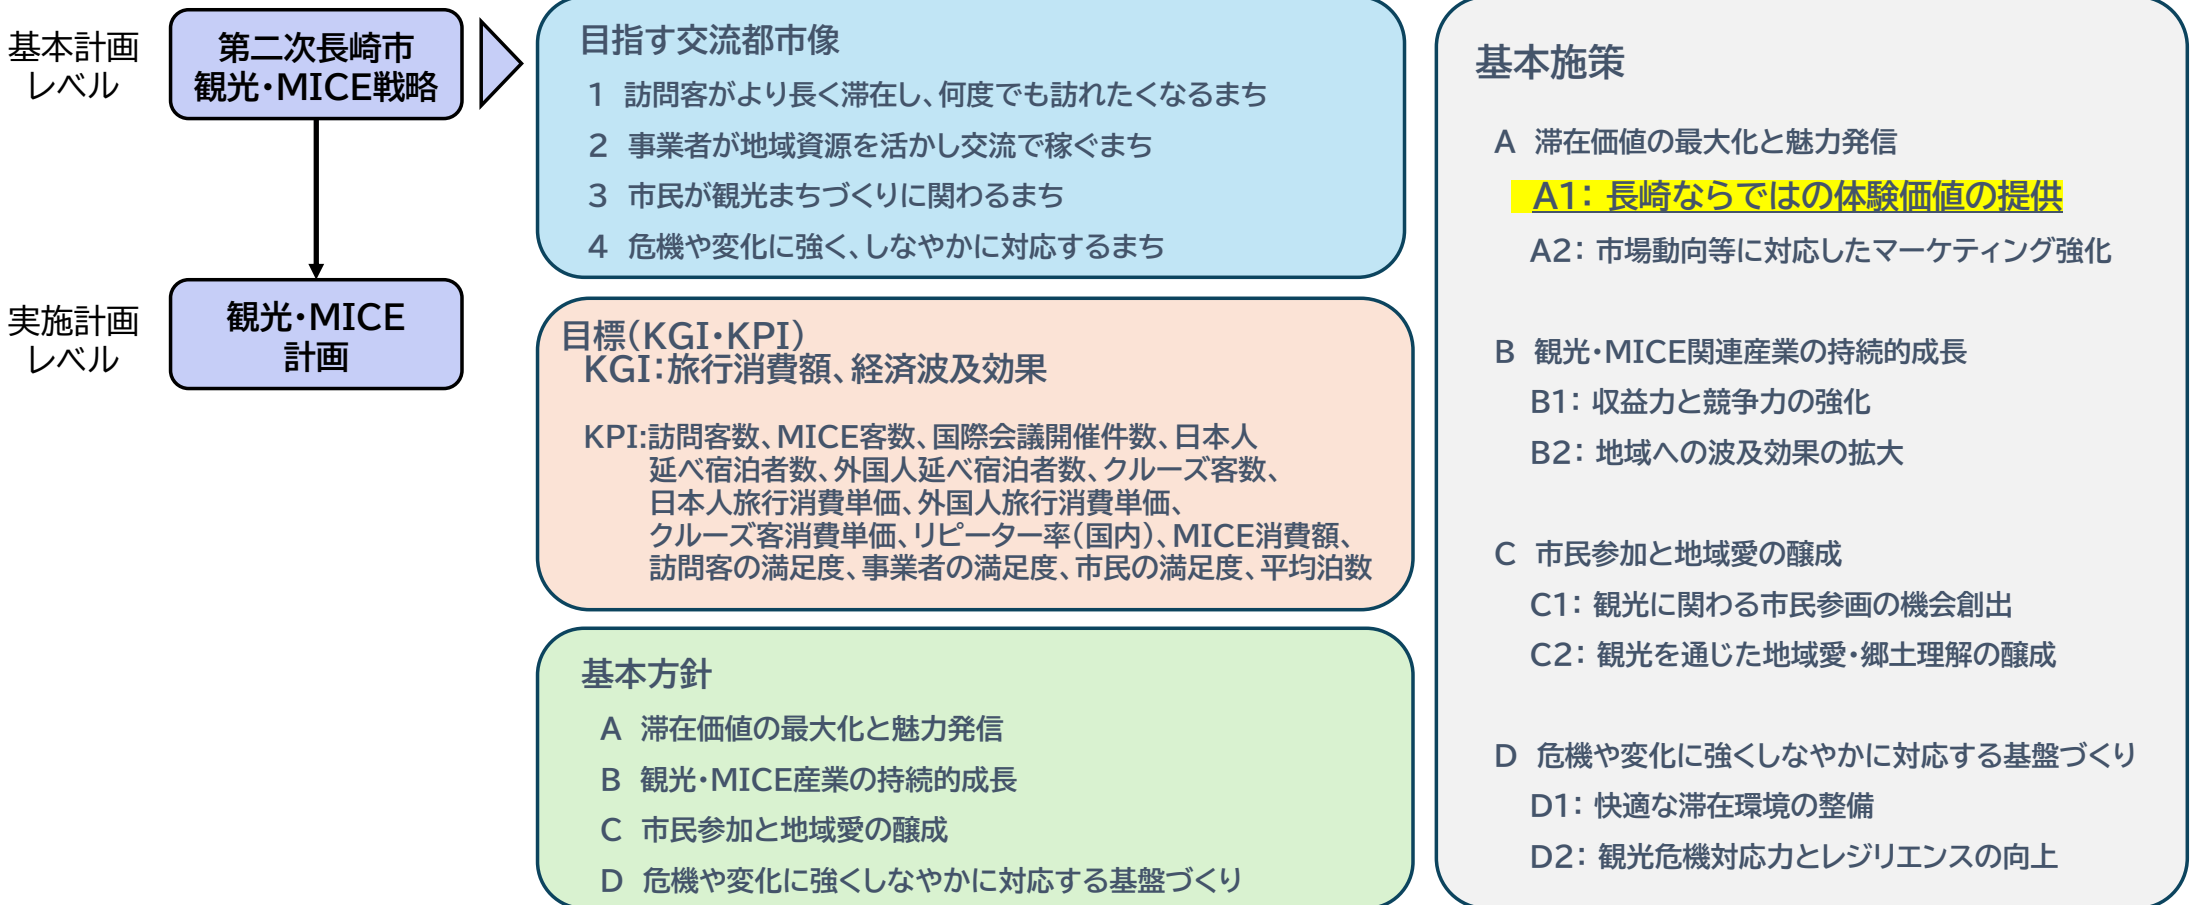 基本計画
レベル
第二次長崎市
観光・MICE戦略
実施計画
レベル
観光・MICE
計画
目指す交流都市像
1 訪問客がより長く滞在し、何度でも訪れたくなるまち
2 事業者が地域資源を活かし交流で稼ぐまち
3 市民が観光まちづくりに関わるまち
4 危機や変化に強く、しなやかに対応するまち
目標(KGI・KPI)
KGI:旅行消費額、経済波及効果
KPI:訪問客数、MICE客数、国際会議開催件数、日本人
延べ宿泊者数、外国人延べ宿泊者数、クルーズ客数、
日本人旅行消費単価、外国人旅行消費単価、
クルーズ客消費単価、リピーター率(国内)、MICE消費額、
訪問客の満足度、事業者の満足度、市民の満足度、平均泊数
基本方針
A 滞在価値の最大化と魅力発信
B 観光・MICE産業の持続的成長
C 市民参加と地域愛の醸成
D 危機や変化に強くしなやかに対応する基盤づくり
基本施策
A 滞在価値の最大化と魅力発信
A1: 長崎ならではの体験価値の提供
A2: 市場動向等に対応したマーケティング強化
B 観光・MICE関連産業の持続的成長
B1: 収益力と競争力の強化
B2: 地域への波及効果の拡大
C 市民参加と地域愛の醸成
C1: 観光に関わる市民参画の機会創出
C2: 観光を通じた地域愛・郷土理解の醸成
D 危機や変化に強くしなやかに対応する基盤づくり
D1: 快適な滞在環境の整備
D2: 観光危機対応力とレジリエンスの向上